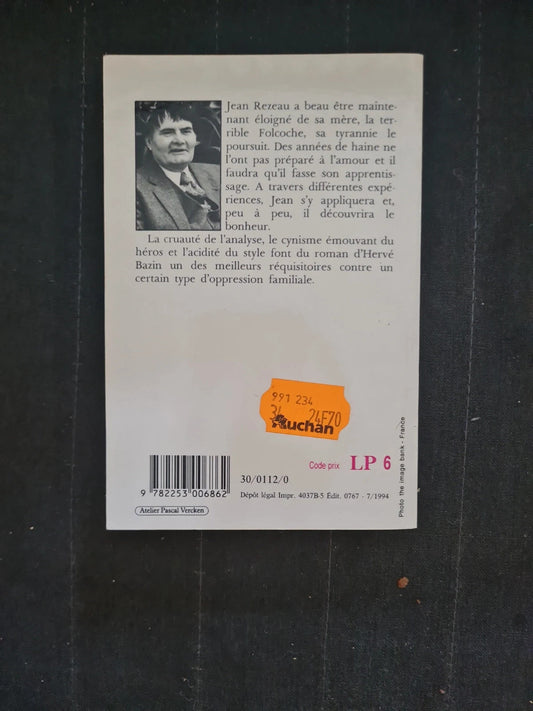 Jean Rezeau a beau être mainte-
nant éloigné de sa mère, la ter-
rible Folcoche, sa tyrannie le
poursuit. Des années de haine ne
l'ont pas préparé à l'amour et il
faudra qu'il fasse son apprentis-
sage. A travers différentes expé-
riences, Jean s'y appliquera et,
peu à peu, il découvrira le
bonheur.
La cruauté de l'analyse, le cynisme émouvant du
héros et l'acidité du style font du roman d'Hervé
Bazin un des meilleurs réquisitoires contre un
certain type d'oppression familiale.
991 234
34 24F70
Auchan
Code prix LP 6
30/0112/0
9 782253 006862
Dépôt légal Impr. 4037B-5 Édit. 0767 - 7/1994
Atelier Pascal Vercken
Photo the image bank - France